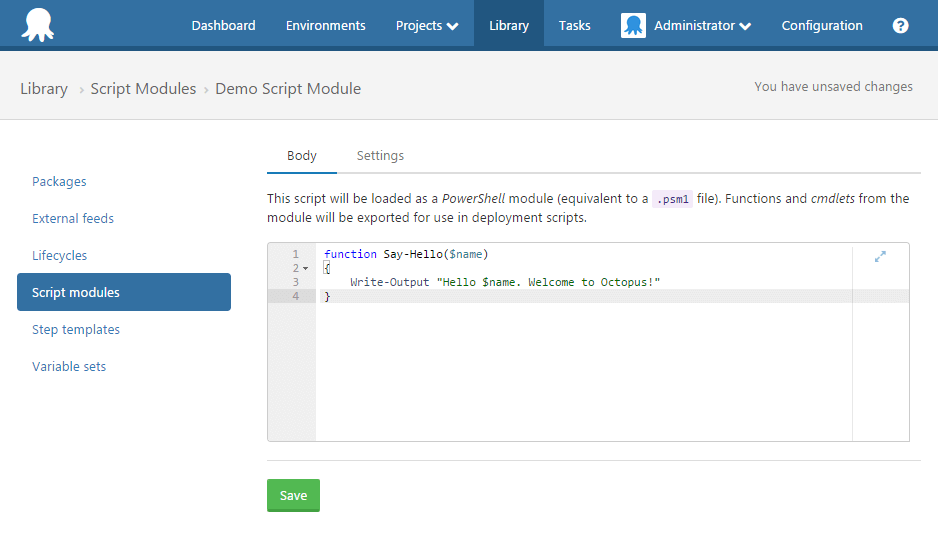 Dashboard Environments Projects Library Tasks Administrator Configuration ?
Library › Script Modules › Demo Script Module
You have unsaved changes
Packages
External feeds
Lifecycles
Script modules
Step templates
Variable sets
Body Settings
This script will be loaded as a PowerShell module (equivalent to a .psm1 file). Functions and cmdlets from the
module will be exported for use in deployment scripts.
1 function Say-Hello($name)
2 {
3 Write-Output "Hello $name. Welcome to Octopus!"
4 }
Save